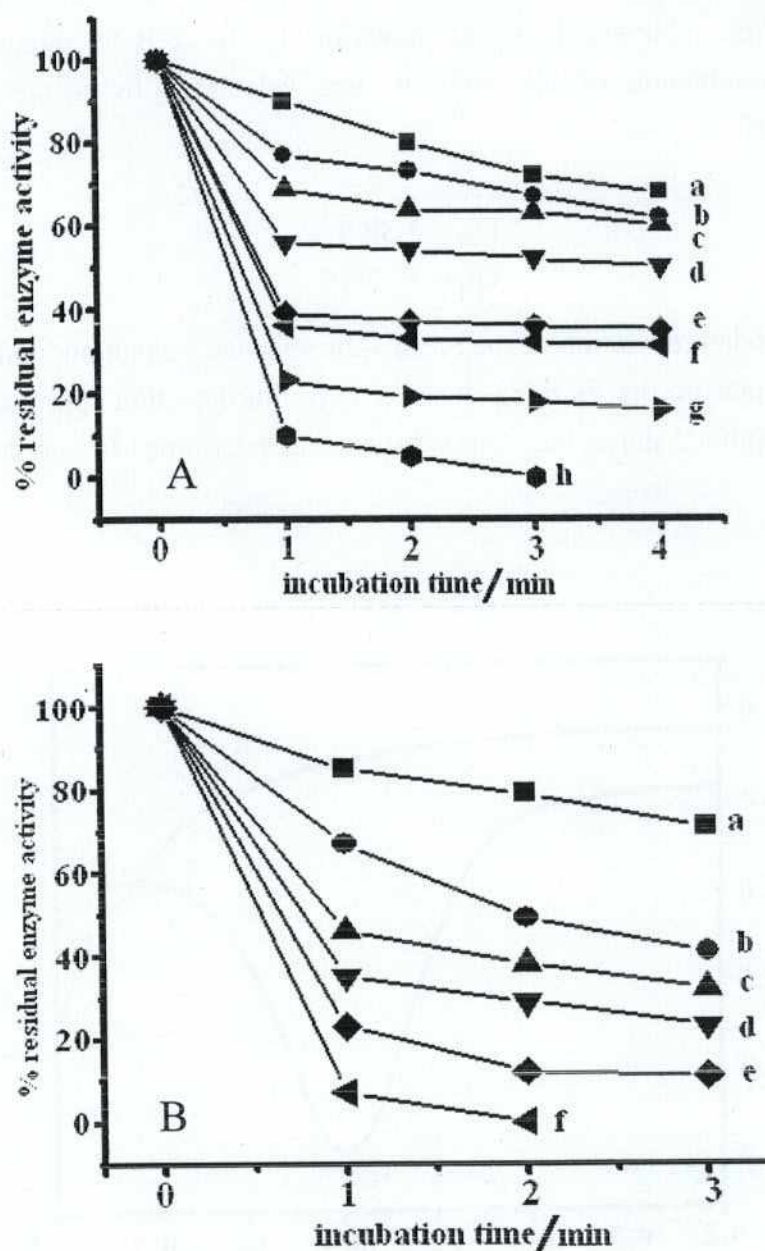 100
80
60
40
20
0
% residual enzyme activity
A
a
b
c
d
e
f
g
h
0 1 2 3 4
incubation time/min
100
80
60
40
20
0
% residual enzyme activity
B
a
b
c
d
e
f
0 1 2 3
incubation time/min